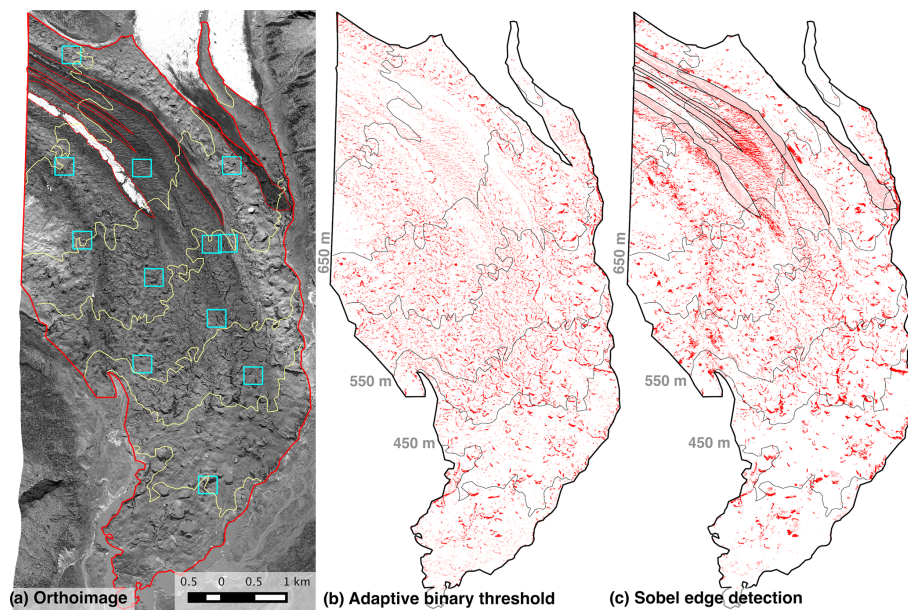 650 m
550 m
450 m
650 m
550 m
450 m
0.5 0 0.5 1 km
(a) Orthoimage
(b) Adaptive binary threshold
(c) Sobel edge detection